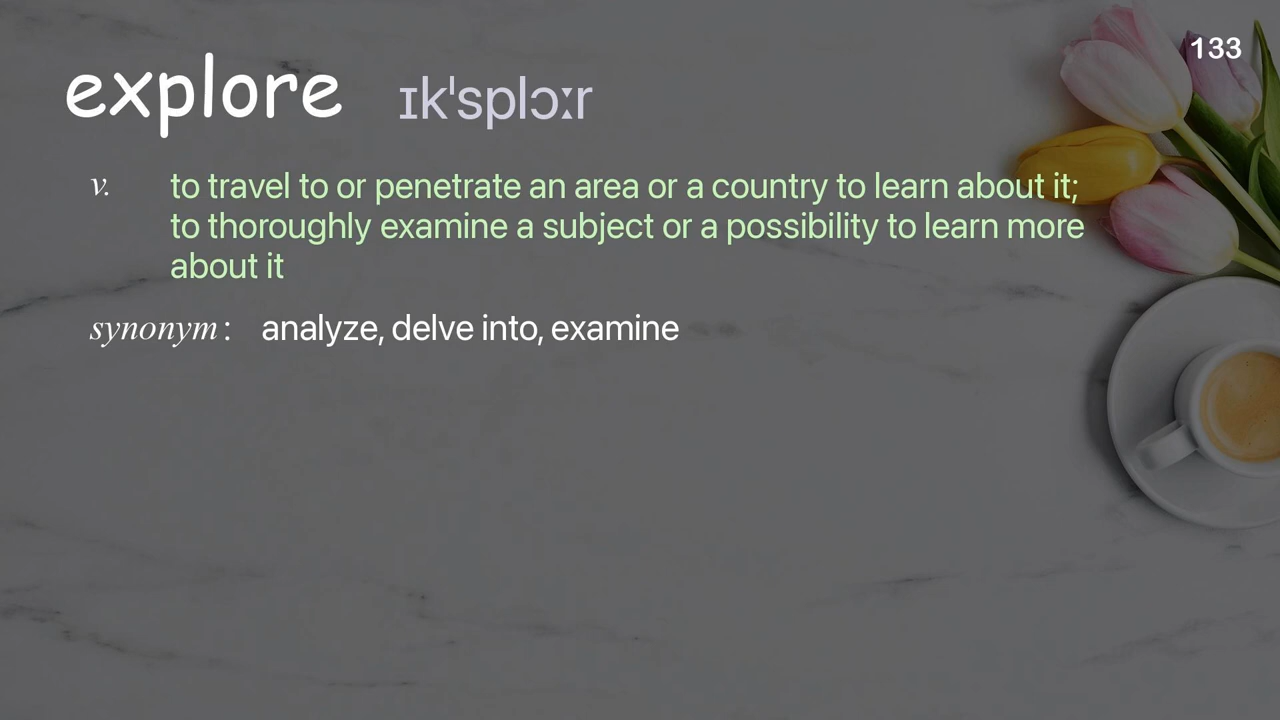 133
explore ɪkˈsplɔːr
v. to travel to or penetrate an area or a country to learn about it;
to thoroughly examine a subject or a possibility to learn more
about it
synonym: analyze, delve into, examine